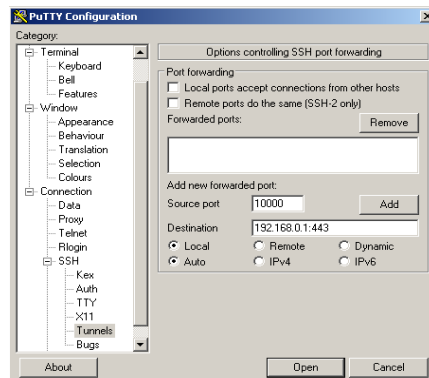 PuTTY Configuration
Category:
Terminal
Keyboard
Bell
Features
Window
Appearance
Behaviour
Translation
Selection
Colours
Connection
Data
Proxy
Telnet
Rlogin
SSH
Kex
Auth
TTY
X11
Tunnels
Bugs
Options controlling SSH port forwarding
Port forwarding
Local ports accept connections from other hosts
Remote ports do the same (SSH-2 only)
Forwarded ports:
Remove
Add new forwarded port:
Source port 10000 Add
Destination 192.168.0.1:443
Local Remote Dynamic
Auto IPv4 IPv6
About Open Cancel